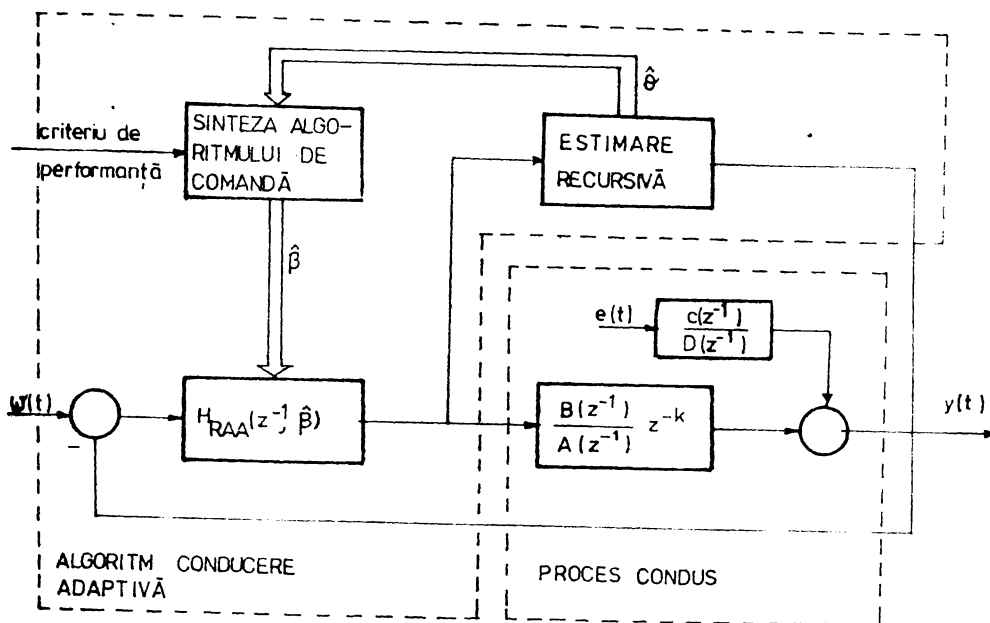 θ̂
SINTEZA ALGO-
RITMULUI DE
COMANDĂ
criteriu de
performanţă
ESTIMARE
RECURSIVĂ
β̂
e(t)
c(z⁻¹)
D(z⁻¹)
W(t)
H_RAA(z⁻¹, β̂)
B(z⁻¹)
A(z⁻¹)
z⁻ᵏ
y(t)
−
ALGORITM CONDUCERE
ADAPTIVĂ
PROCES CONDUS